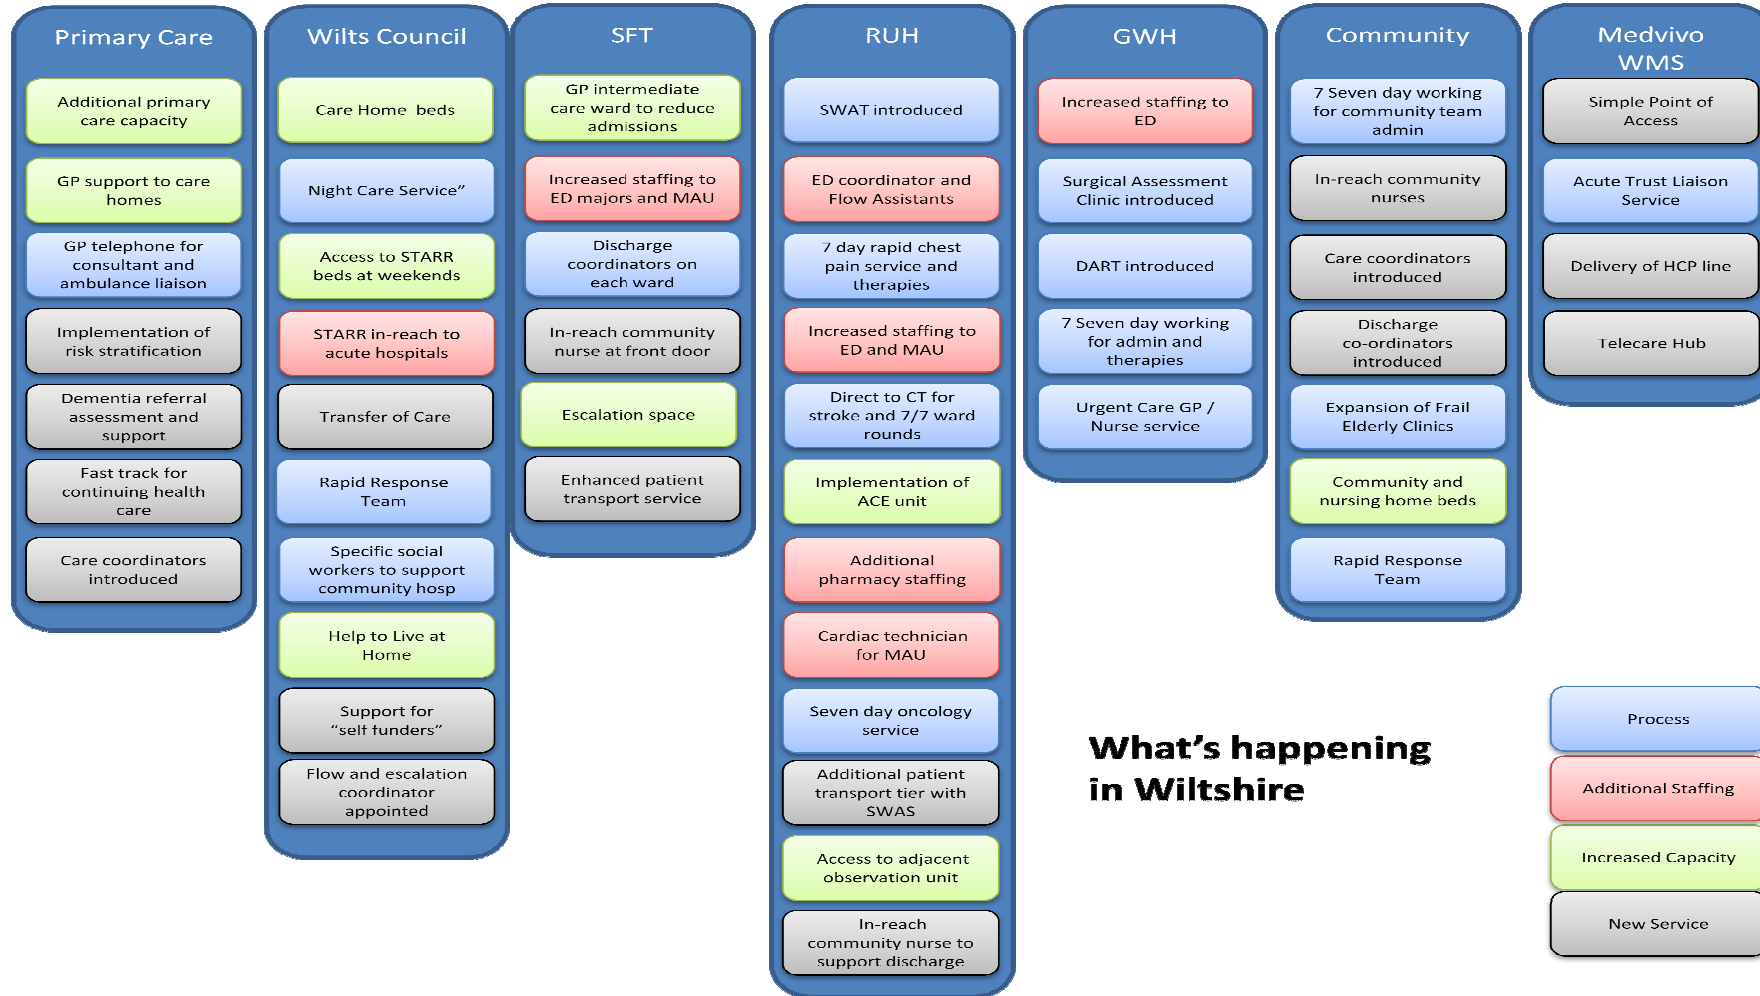 Primary Care
Additional primary
care capacity
GP support to care
homes
GP telephone for
consultant and
ambulance liaison
Implementation of
risk stratification
Dementia referral
assessment and
support
Fast track for
continuing health
care
Care coordinators
introduced
Wilts Council
Care Home beds
Night Care Service”
Access to STARR
beds at weekends
STARR in-reach to
acute hospitals
Transfer of Care
Rapid Response
Team
Specific social
workers to support
community hosp
Help to Live at
Home
Support for
“self funders”
Flow and escalation
coordinator
appointed
SFT
GP intermediate
care ward to reduce
admissions
Increased staffing to
ED majors and MAU
Discharge
coordinators on
each ward
In-reach community
nurse at front door
Escalation space
Enhanced patient
transport service
RUH
SWAT introduced
ED coordinator and
Flow Assistants
7 day rapid chest
pain service and
therapies
Increased staffing to
ED and MAU
Direct to CT for
stroke and 7/7 ward
rounds
Implementation of
ACE unit
Additional
pharmacy staffing
Cardiac technician
for MAU
Seven day oncology
service
Additional patient
transport tier with
SWAS
Access to adjacent
observation unit
In-reach
community nurse to
support discharge
GWH
Increased staffing to
ED
Surgical Assessment
Clinic introduced
DART introduced
7 Seven day working
for admin and
therapies
Urgent Care GP /
Nurse service
Community
7 Seven day working
for community team
admin
In-reach community
nurses
Care coordinators
introduced
Discharge
co-ordinators
introduced
Expansion of Frail
Elderly Clinics
Community and
nursing home beds
Rapid Response
Team
Medvivo
WMS
Simple Point of
Access
Acute Trust Liaison
Service
Delivery of HCP line
Telecare Hub
What’s happening
in Wiltshire
Process
Additional Staffing
Increased Capacity
New Service